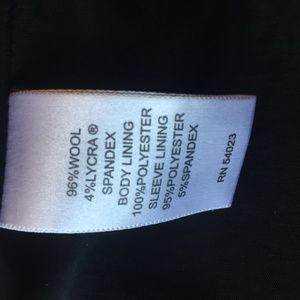 96%WOOL
4%LYCRA®
SPANDEX
BODY LINING
100%POLYESTER
SLEEVE LINING
95%POLYESTER
5%SPANDEX
RN 54023